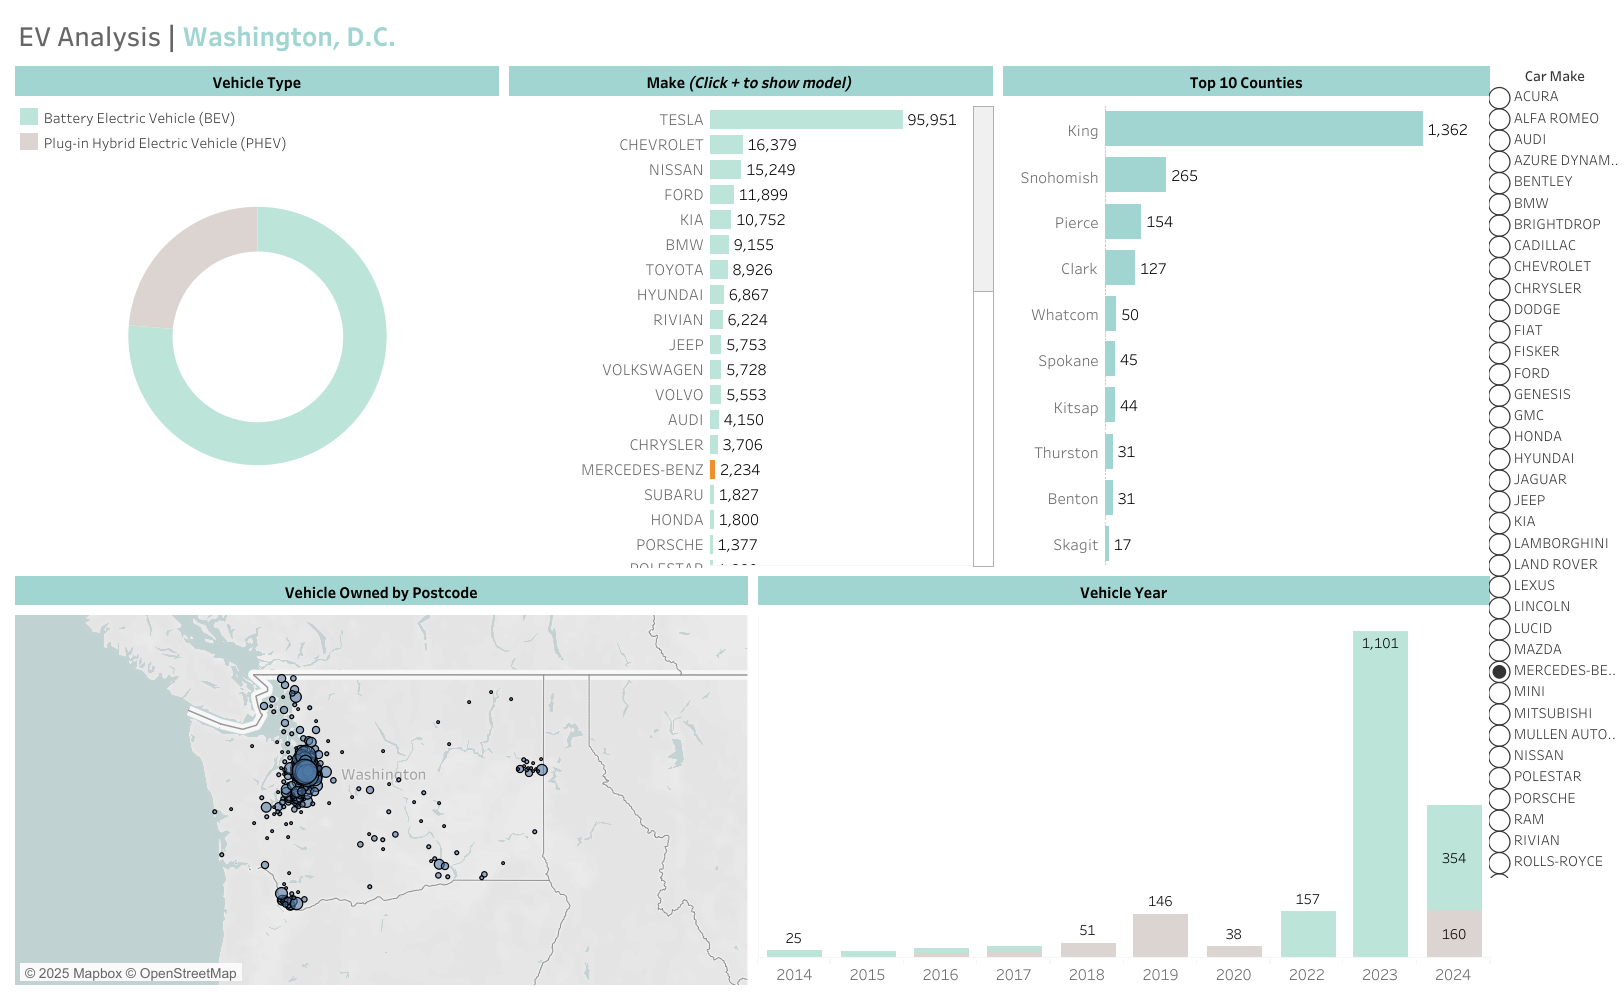 EV Analysis | Washington, D.C.
Vehicle Type
Battery Electric Vehicle (BEV)
Plug-in Hybrid Electric Vehicle (PHEV)
Make (Click + to show model)
TESLA 95,951
CHEVROLET 16,379
NISSAN 15,249
FORD 11,899
KIA 10,752
BMW 9,155
TOYOTA 8,926
HYUNDAI 6,867
RIVIAN 6,224
JEEP 5,753
VOLKSWAGEN 5,728
VOLVO 5,553
AUDI 4,150
CHRYSLER 3,706
MERCEDES-BENZ 2,234
SUBARU 1,827
HONDA 1,800
PORSCHE 1,377
POLESTAR
Top 10 Counties
King 1,362
Snohomish 265
Pierce 154
Clark 127
Whatcom 50
Spokane 45
Kitsap 44
Thurston 31
Benton 31
Skagit 17
Car Make
ACURA
ALFA ROMEO
AUDI
AZURE DYNAM..
BENTLEY
BMW
BRIGHTDROP
CADILLAC
CHEVROLET
CHRYSLER
DODGE
FIAT
FISKER
FORD
GENESIS
GMC
HONDA
HYUNDAI
JAGUAR
JEEP
KIA
LAMBORGHINI
LAND ROVER
LEXUS
LINCOLN
LUCID
MAZDA
MERCEDES-BE..
MINI
MITSUBISHI
MULLEN AUTO..
NISSAN
POLESTAR
PORSCHE
RAM
RIVIAN
ROLLS-ROYCE
Vehicle Owned by Postcode
Washington
© 2025 Mapbox © OpenStreetMap
Vehicle Year
1,101
354
157
146
160
51
38
25
2014 2015 2016 2017 2018 2019 2020 2022 2023 2024